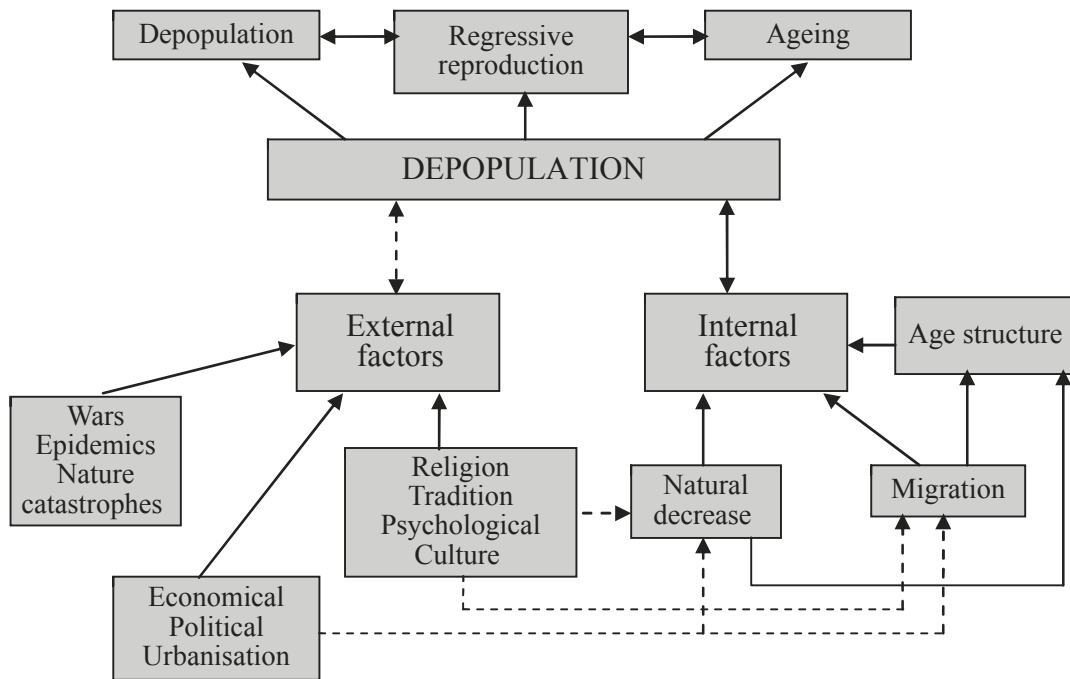 Depopulation
Regressive
reproduction
Ageing
DEPOPULATION
External
factors
Internal
factors
Age structure
Wars
Epidemics
Nature
catastrophes
Religion
Tradition
Psychological
Culture
Natural
decrease
Migration
Economical
Political
Urbanisation